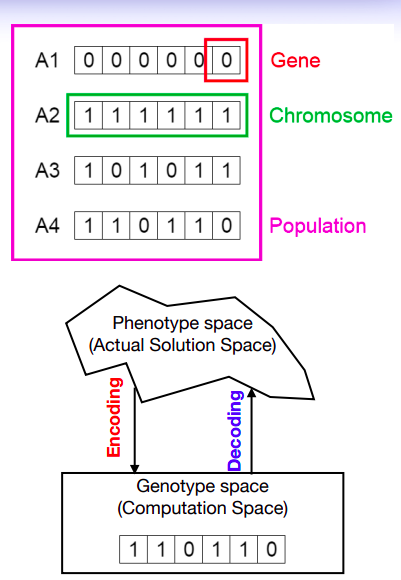 A1 0 0 0 0 0 0 Gene
A2 1 1 1 1 1 1 Chromosome
A3 1 0 1 0 1 1
A4 1 1 0 1 1 0 Population
Phenotype space
(Actual Solution Space)
Encoding
Decoding
Genotype space
(Computation Space)
1 1 0 1 1 0